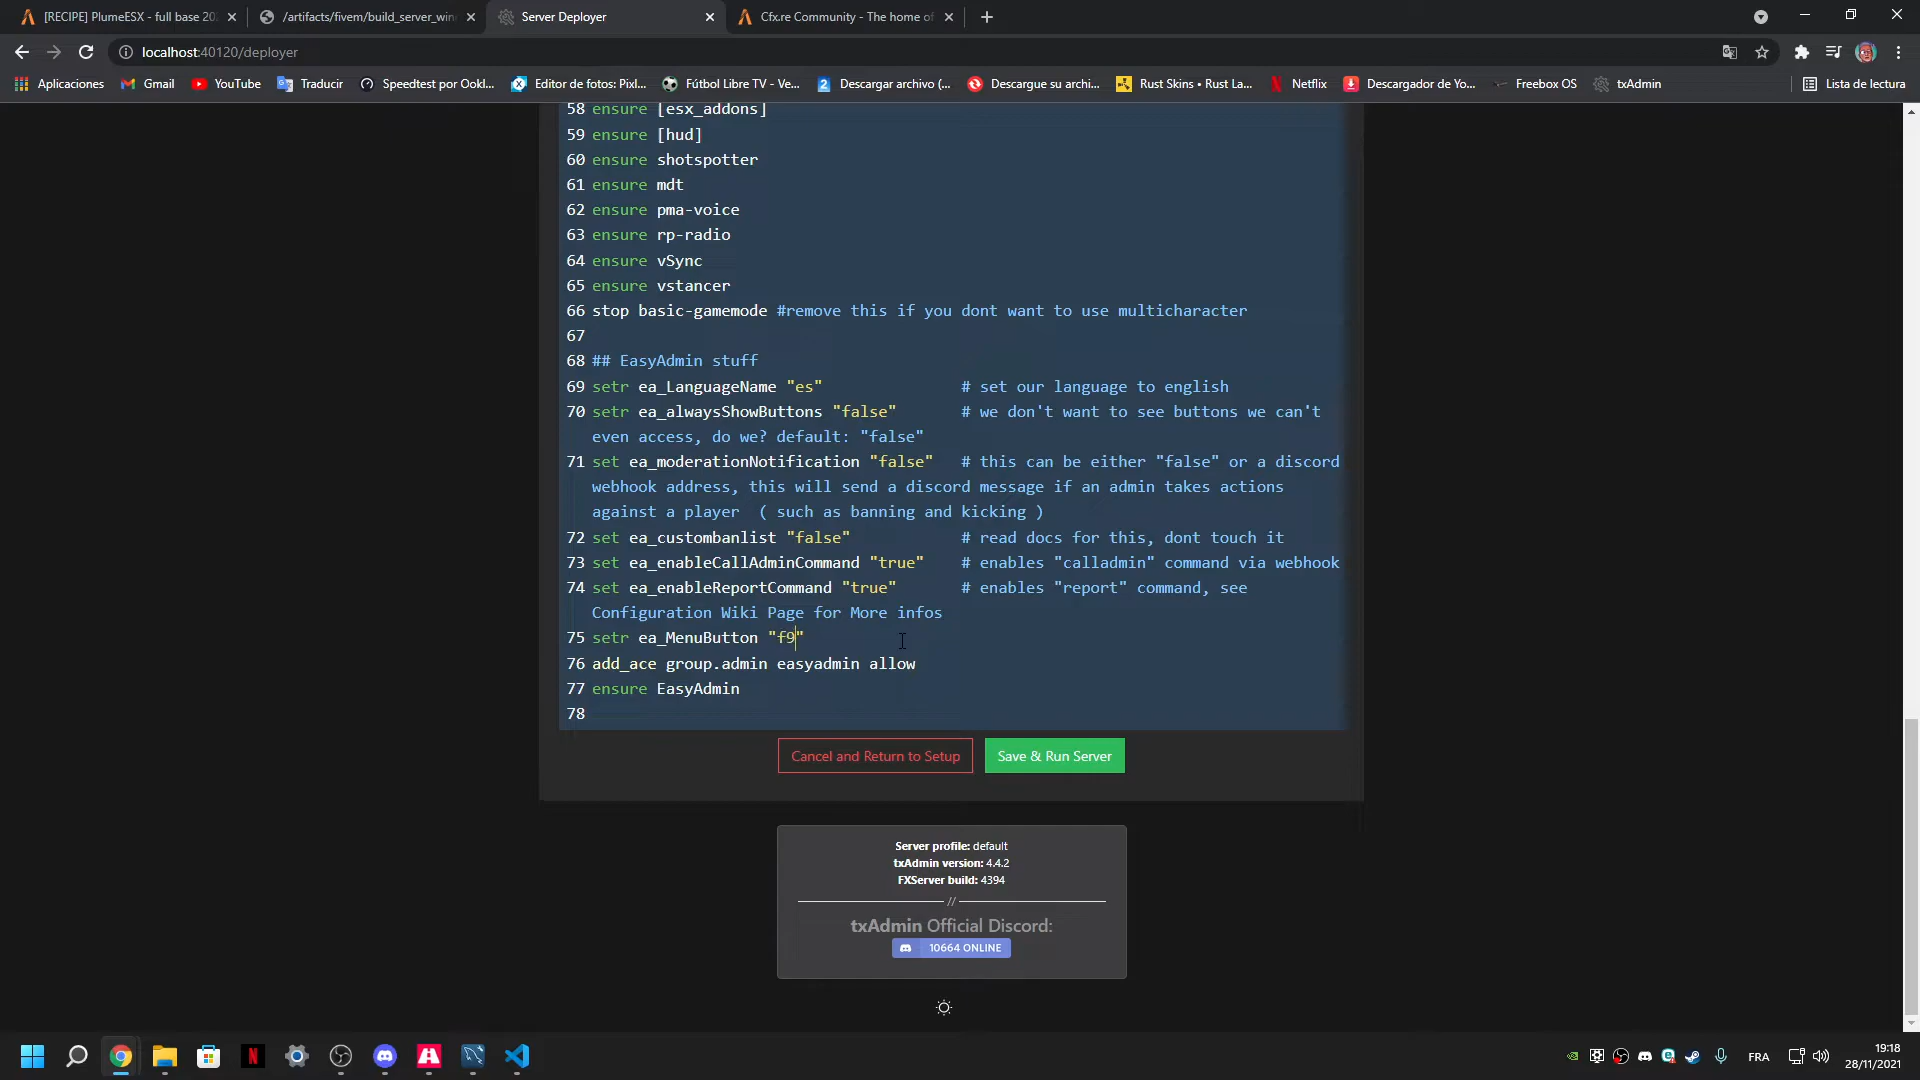 [RECIPE] PlumeESX - full base 202
/artifacts/fivem/build_server_win
Server Deployer
Cfx.re Community - The home of
localhost:40120/deployer
Aplicaciones
Gmail
YouTube
Traducir
Speedtest por Ookl...
Editor de fotos: Pixl...
Fútbol Libre TV - Ve...
Descargar archivo (...
Descargue su archi...
Rust Skins • Rust La...
Netflix
Descargador de Yo...
Freebox OS
txAdmin
Lista de lectura
58 ensure [esx_addons]
59 ensure [hud]
60 ensure shotspotter
61 ensure mdt
62 ensure pma-voice
63 ensure rp-radio
64 ensure vSync
65 ensure vstancer
66 stop basic-gamemode #remove this if you dont want to use multicharacter
67
68 ## EasyAdmin stuff
69 setr ea_LanguageName "es" # set our language to english
70 setr ea_alwaysShowButtons "false" # we don't want to see buttons we can't
even access, do we? default: "false"
71 set ea_moderationNotification "false" # this can be either "false" or a discord
webhook address, this will send a discord message if an admin takes actions
against a player ( such as banning and kicking )
72 set ea_custombanlist "false" # read docs for this, dont touch it
73 set ea_enableCallAdminCommand "true" # enables "calladmin" command via webhook
74 set ea_enableReportCommand "true" # enables "report" command, see
Configuration Wiki Page for More infos
75 setr ea_MenuButton "f9"
76 add_ace group.admin easyadmin allow
77 ensure EasyAdmin
78
Cancel and Return to Setup
Save & Run Server
Server profile: default
txAdmin version: 4.4.2
FXServer build: 4394
//
txAdmin Official Discord:
10664 ONLINE
FRA
19:18
28/11/2021